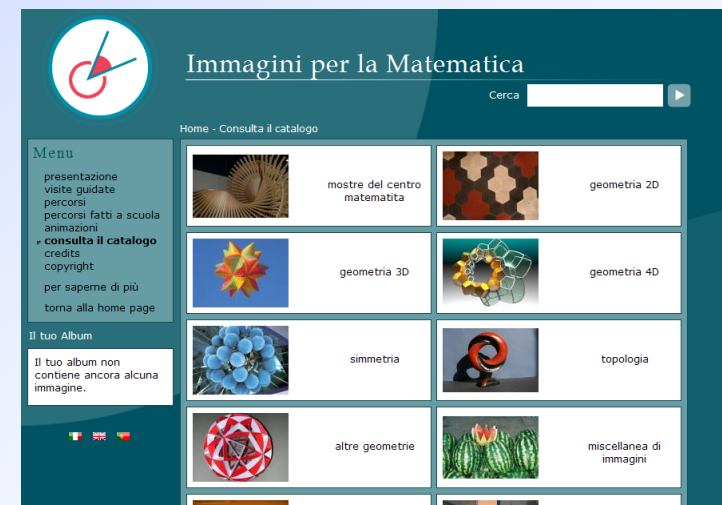 Immagini per la Matematica
Cerca
Home - Consulta il catalogo
Menu
presentazione
visite guidate
percorsi
percorsi fatti a scuola
animazioni
consulta il catalogo
credits
copyright
per saperne di più
torna alla home page
Il tuo Album
Il tuo album non
contiene ancora alcuna
immagine.
mostre del centro
matematita
geometria 2D
geometria 3D
geometria 4D
simmetria
topologia
altre geometrie
miscellanea di
immagini